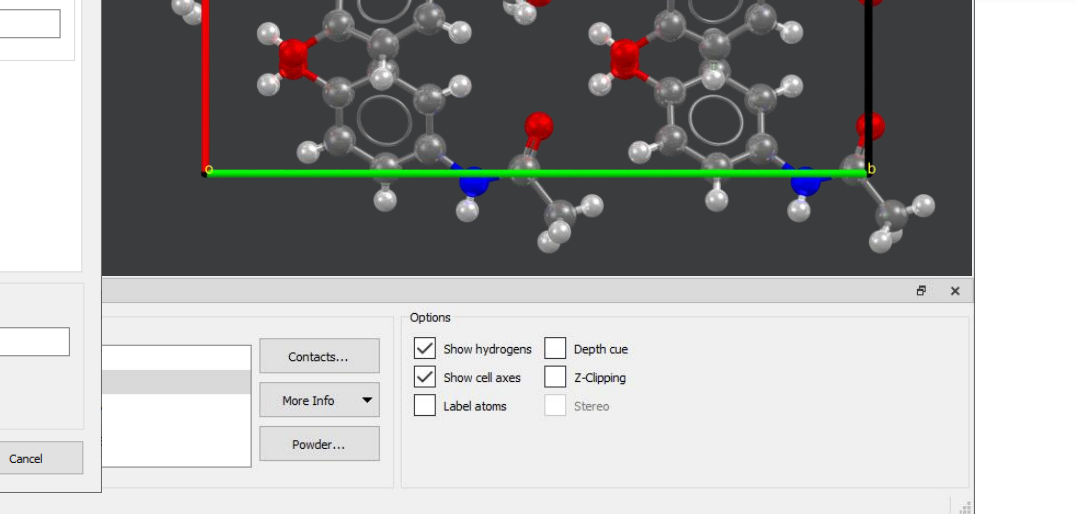 o
b
Options
Show hydrogens
Depth cue
Contacts...
Show cell axes
Z-Clipping
More Info
Label atoms
Stereo
Powder...
Cancel